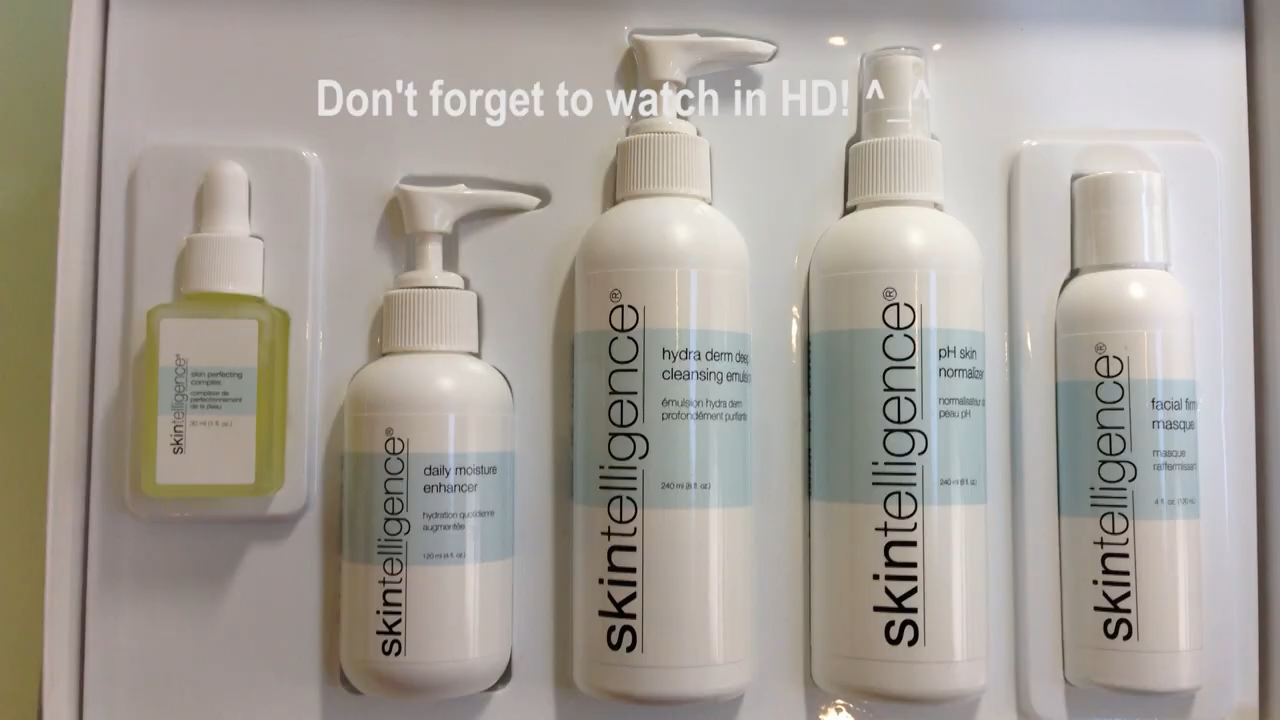 Don't forget to watch in HD! ^_^
skintelligence®
skin perfecting
complex
complexe de
perfectionnement
de la peau
30 ml (1 fl. oz.)
skintelligence®
daily moisture
enhancer
hydration quotidienne
augmentée
120 ml (4 fl. oz.)
skintelligence®
hydra derm deep
cleansing emulsion
émulsion hydra derm
profondément purifiante
240 ml (8 fl. oz.)
skintelligence®
pH skin
normalizer
normalisateur
peau pH
240 ml (8 fl. oz.)
skintelligence®
facial firm
masque
masque
raffermissant
4 fl. oz. (120 mL